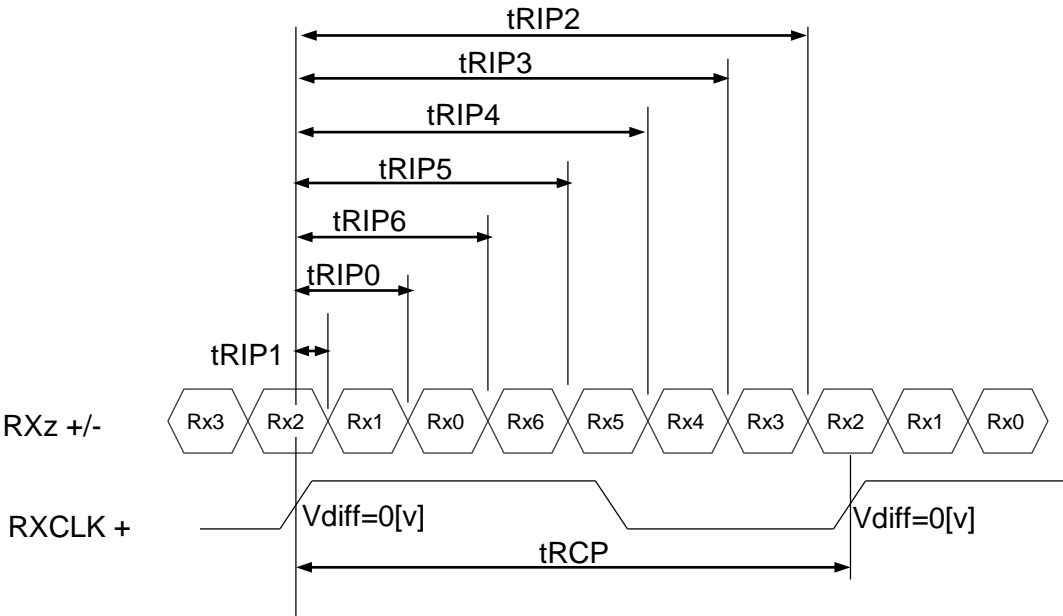 tRIP2
tRIP3
tRIP4
tRIP5
tRIP6
tRIP0
tRIP1
RXz +/-
Rx3 Rx2 Rx1 Rx0 Rx6 Rx5 Rx4 Rx3 Rx2 Rx1 Rx0
RXCLK +
Vdiff=0[v] Vdiff=0[v]
tRCP